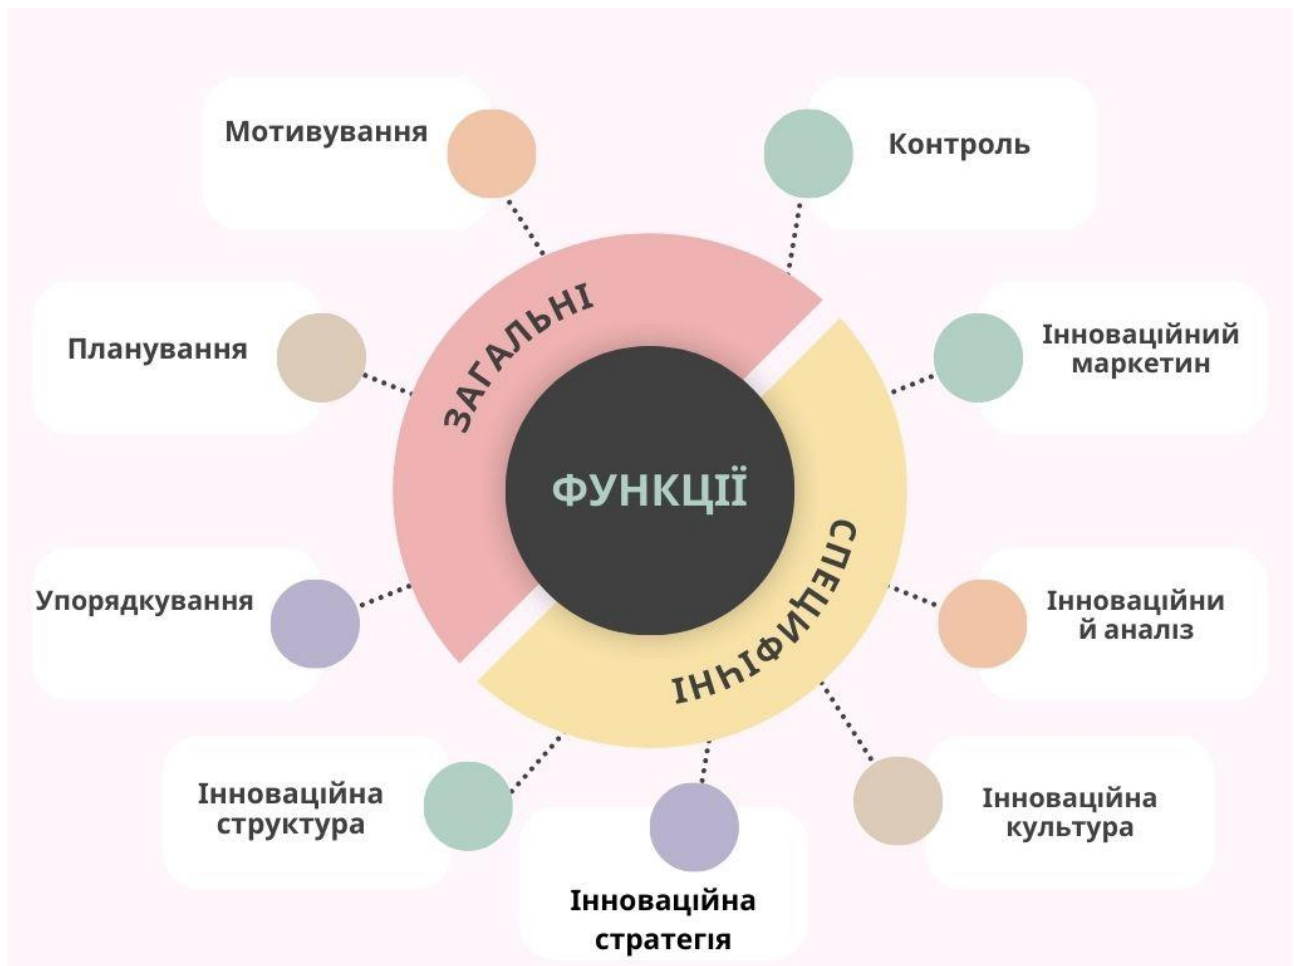 Мотивування
Контроль
Планування
Інноваційний
маркетин
ЗАГАЛЬНІ
ФУНКЦІЇ
СПЕЦИФІЧНІ
Упорядкування
Інноваційни
й аналіз
Інноваційна
структура
Інноваційна
культура
Інноваційна
стратегія